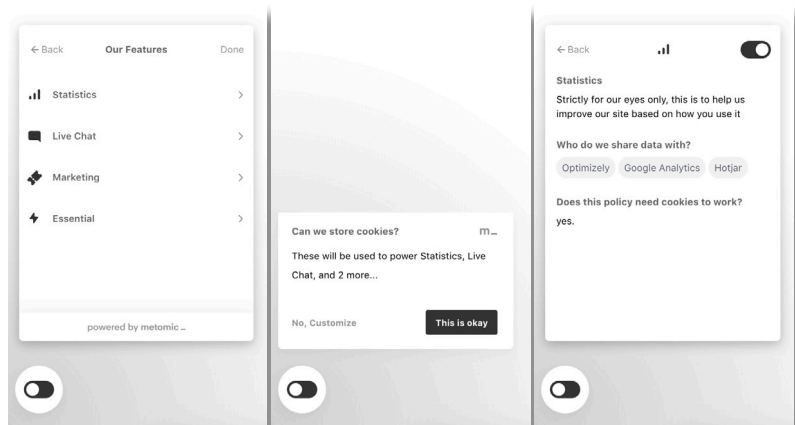 Back
Our Features
Done
Statistics
Live Chat
Marketing
Essential
powered by metomic
Can we store cookies?
m_
These will be used to power Statistics, Live
Chat, and 2 more...
No, Customize
This is okay
Back
Statistics
Strictly for our eyes only, this is to help us
improve our site based on how you use it
Who do we share data with?
Optimizely
Google Analytics
Hotjar
Does this policy need cookies to work?
yes.